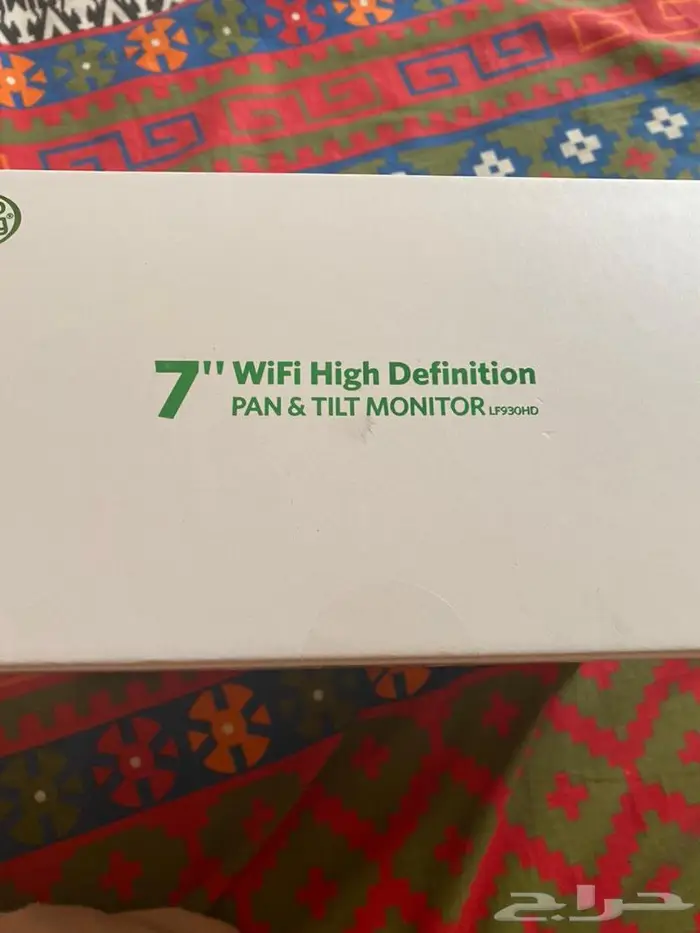 7" WiFi High Definition
PAN & TILT MONITOR LF930HD
حراج